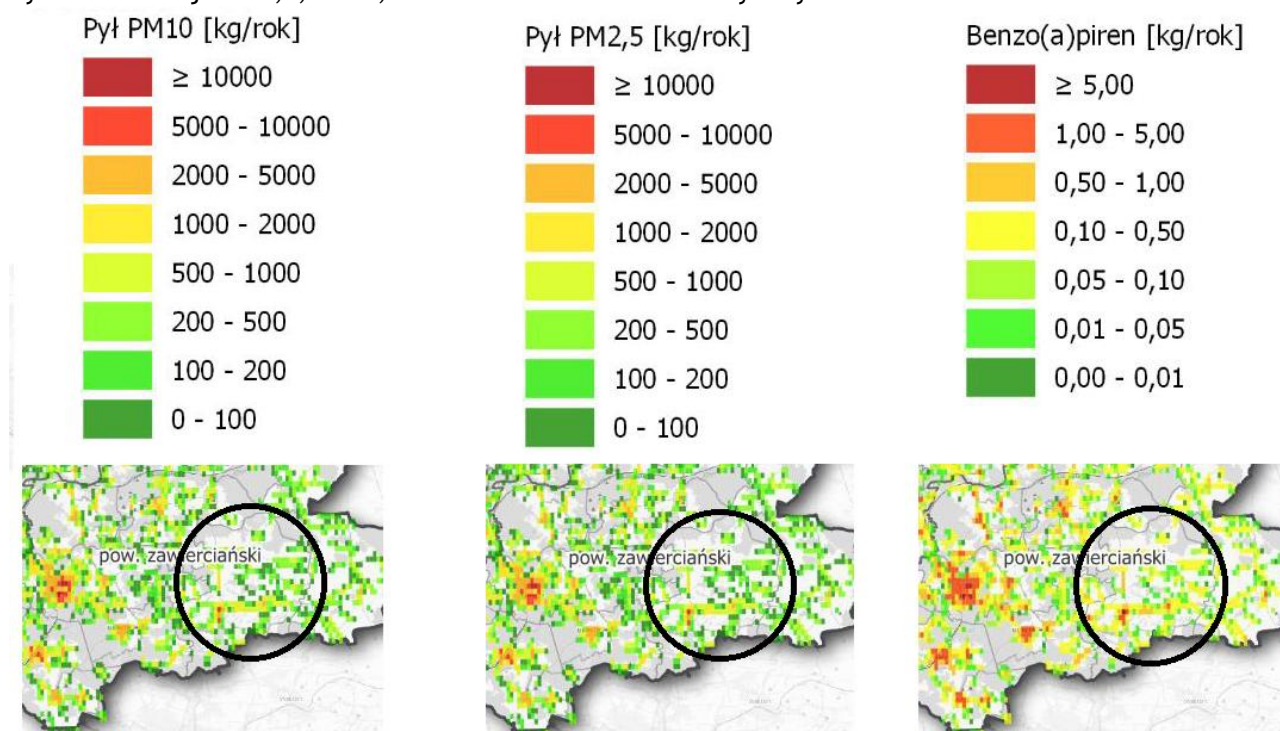 Pył PM10 [kg/rok]
≥ 10000
5000 - 10000
2000 - 5000
1000 - 2000
500 - 1000
200 - 500
100 - 200
0 - 100
Pył PM2,5 [kg/rok]
≥ 10000
5000 - 10000
2000 - 5000
1000 - 2000
500 - 1000
200 - 500
100 - 200
0 - 100
Benzo(a)piren [kg/rok]
≥ 5,00
1,00 - 5,00
0,50 - 1,00
0,10 - 0,50
0,05 - 0,10
0,01 - 0,05
0,00 - 0,01
pow. zawierciański
pow. zawierciański
pow. zawierciański